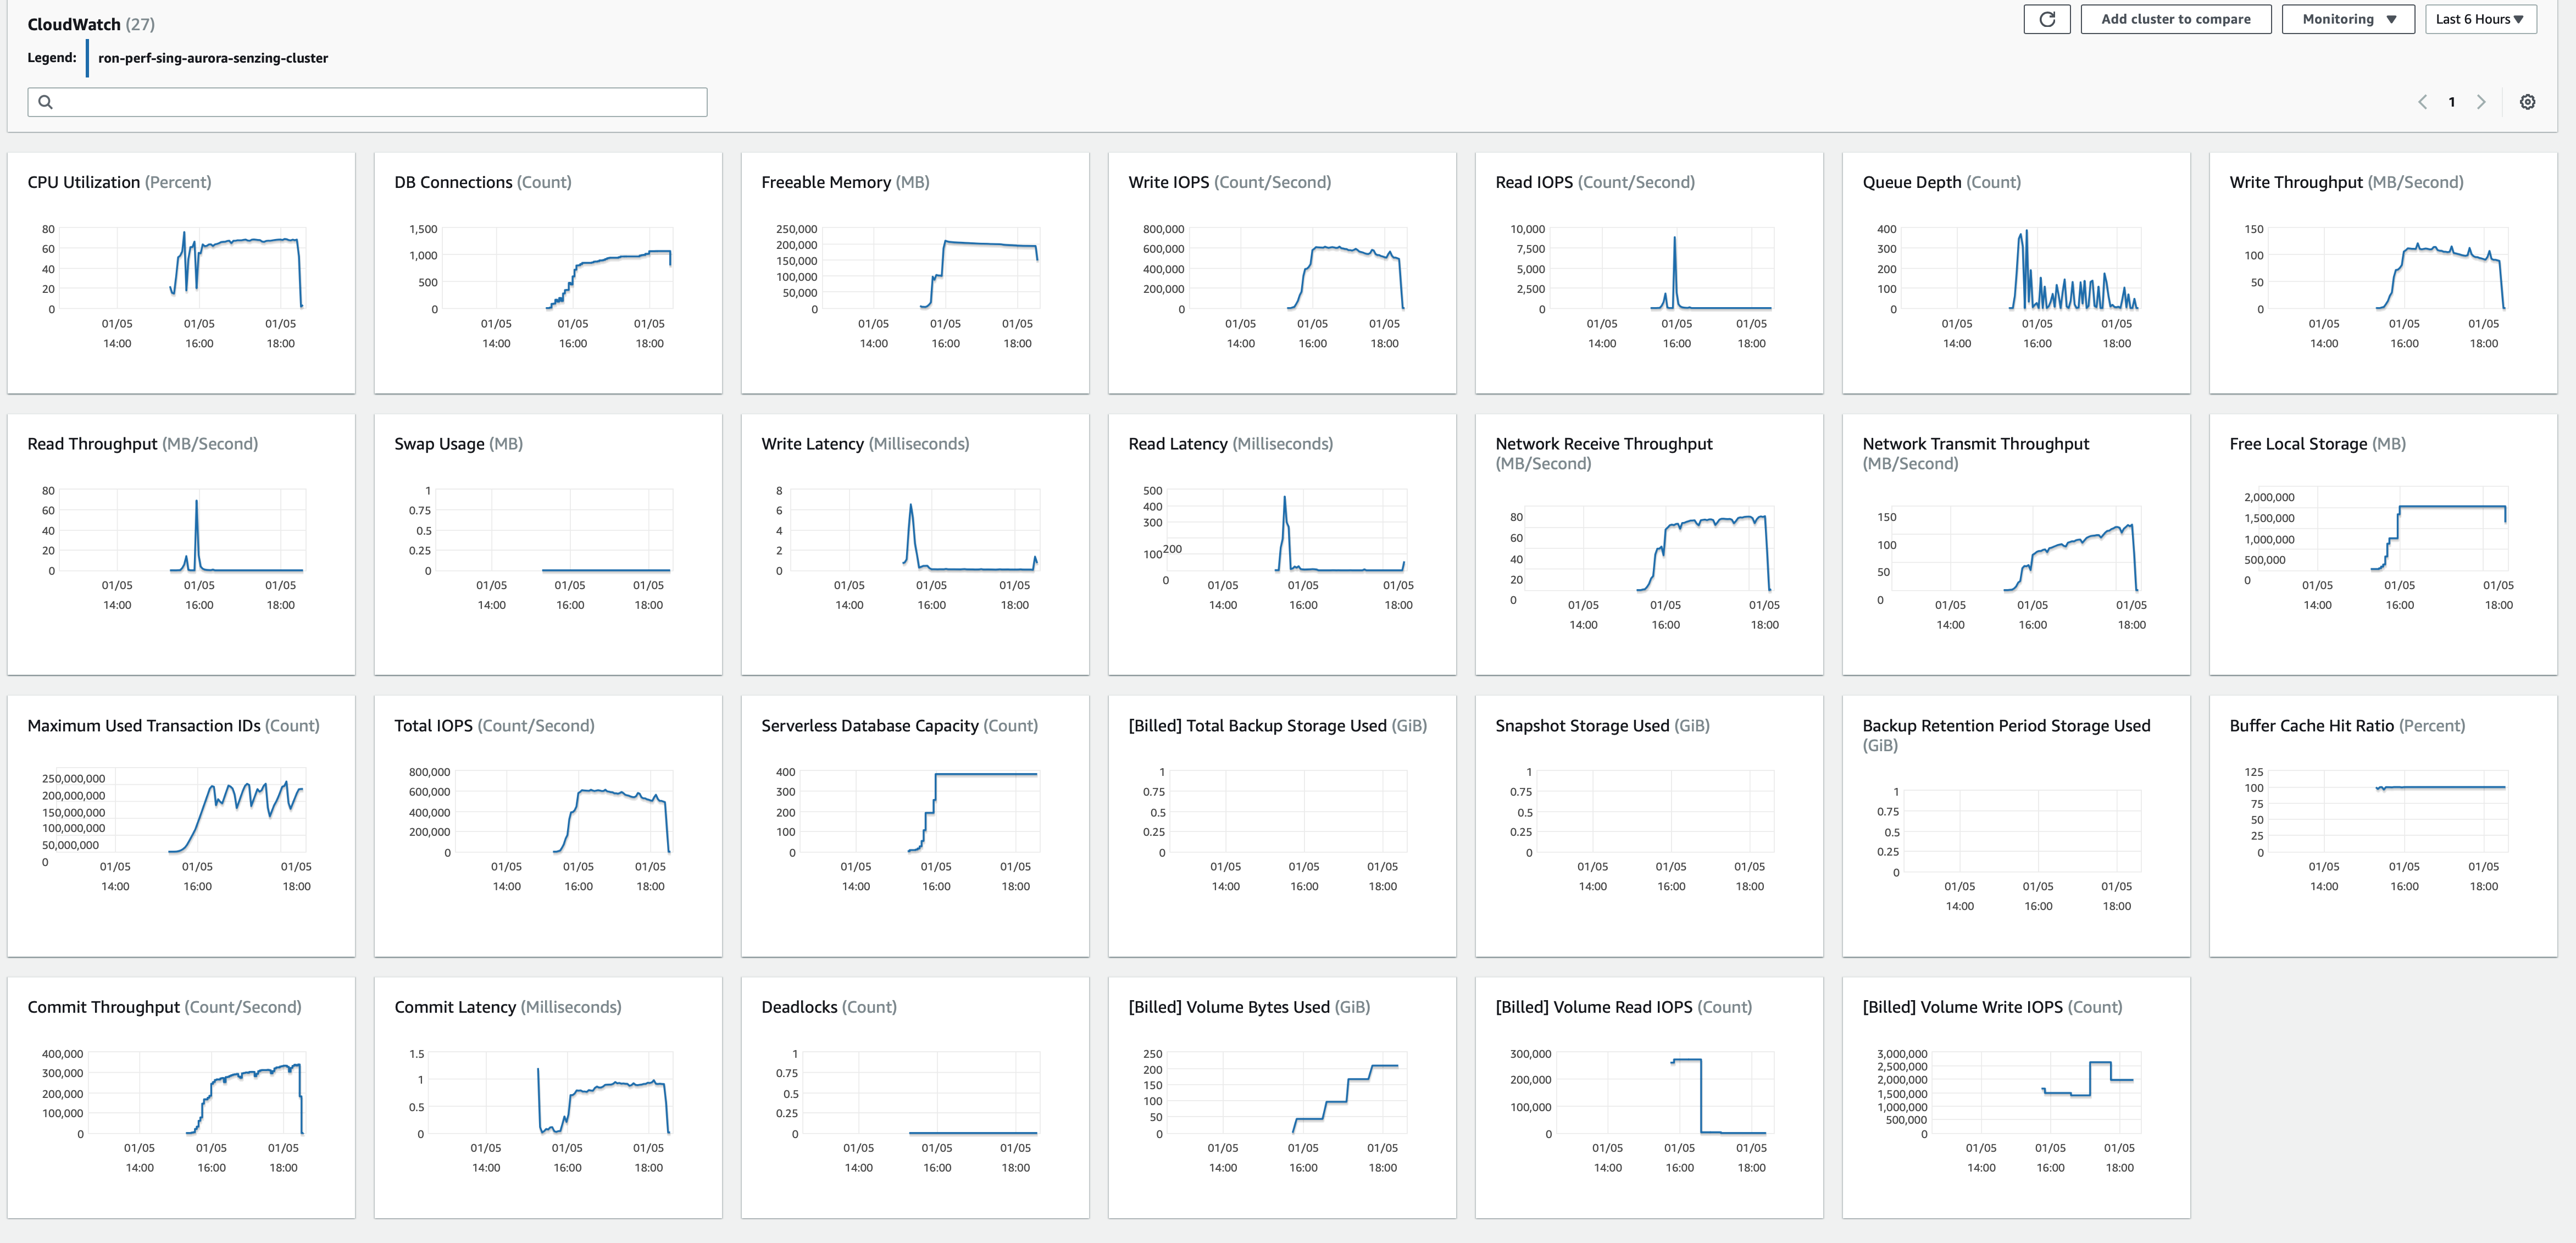 CloudWatch (27)
Add cluster to compare
Monitoring
Last 6 Hours
Legend:
ron-perf-sing-aurora-senzing-cluster
1
CPU Utilization (Percent)
80
60
40
20
0
01/05 01/05 01/05
14:00 16:00 18:00
DB Connections (Count)
1,500
1,000
500
0
01/05 01/05 01/05
14:00 16:00 18:00
Freeable Memory (MB)
250,000
200,000
150,000
100,000
50,000
0
01/05 01/05 01/05
14:00 16:00 18:00
Write IOPS (Count/Second)
800,000
600,000
400,000
200,000
0
01/05 01/05 01/05
14:00 16:00 18:00
Read IOPS (Count/Second)
10,000
7,500
5,000
2,500
0
01/05 01/05 01/05
14:00 16:00 18:00
Queue Depth (Count)
400
300
200
100
0
01/05 01/05 01/05
14:00 16:00 18:00
Write Throughput (MB/Second)
150
100
50
0
01/05 01/05 01/05
14:00 16:00 18:00
Read Throughput (MB/Second)
80
60
40
20
0
01/05 01/05 01/05
14:00 16:00 18:00
Swap Usage (MB)
1
0.75
0.5
0.25
0
01/05 01/05 01/05
14:00 16:00 18:00
Write Latency (Milliseconds)
8
6
4
2
0
01/05 01/05 01/05
14:00 16:00 18:00
Read Latency (Milliseconds)
500
400
300
200
100
0
01/05 01/05 01/05
14:00 16:00 18:00
Network Receive Throughput
(MB/Second)
80
60
40
20
0
01/05 01/05 01/05
14:00 16:00 18:00
Network Transmit Throughput
(MB/Second)
150
100
50
0
01/05 01/05 01/05
14:00 16:00 18:00
Free Local Storage (MB)
2,000,000
1,500,000
1,000,000
500,000
0
01/05 01/05 01/05
14:00 16:00 18:00
Maximum Used Transaction IDs (Count)
250,000,000
200,000,000
150,000,000
100,000,000
50,000,000
0
01/05 01/05 01/05
14:00 16:00 18:00
Total IOPS (Count/Second)
800,000
600,000
400,000
200,000
0
01/05 01/05 01/05
14:00 16:00 18:00
Serverless Database Capacity (Count)
400
300
200
100
0
01/05 01/05 01/05
14:00 16:00 18:00
[Billed] Total Backup Storage Used (GiB)
1
0.75
0.5
0.25
0
01/05 01/05 01/05
14:00 16:00 18:00
Snapshot Storage Used (GiB)
1
0.75
0.5
0.25
0
01/05 01/05 01/05
14:00 16:00 18:00
Backup Retention Period Storage Used
(GiB)
1
0.75
0.5
0.25
0
01/05 01/05 01/05
14:00 16:00 18:00
Buffer Cache Hit Ratio (Percent)
125
100
75
50
25
0
01/05 01/05 01/05
14:00 16:00 18:00
Commit Throughput (Count/Second)
400,000
300,000
200,000
100,000
0
01/05 01/05 01/05
14:00 16:00 18:00
Commit Latency (Milliseconds)
1.5
1
0.5
0
01/05 01/05 01/05
14:00 16:00 18:00
Deadlocks (Count)
1
0.75
0.5
0.25
0
01/05 01/05 01/05
14:00 16:00 18:00
[Billed] Volume Bytes Used (GiB)
250
200
150
100
50
0
01/05 01/05 01/05
14:00 16:00 18:00
[Billed] Volume Read IOPS (Count)
300,000
200,000
100,000
0
01/05 01/05 01/05
14:00 16:00 18:00
[Billed] Volume Write IOPS (Count)
3,000,000
2,500,000
2,000,000
1,500,000
1,000,000
500,000
0
01/05 01/05 01/05
14:00 16:00 18:00